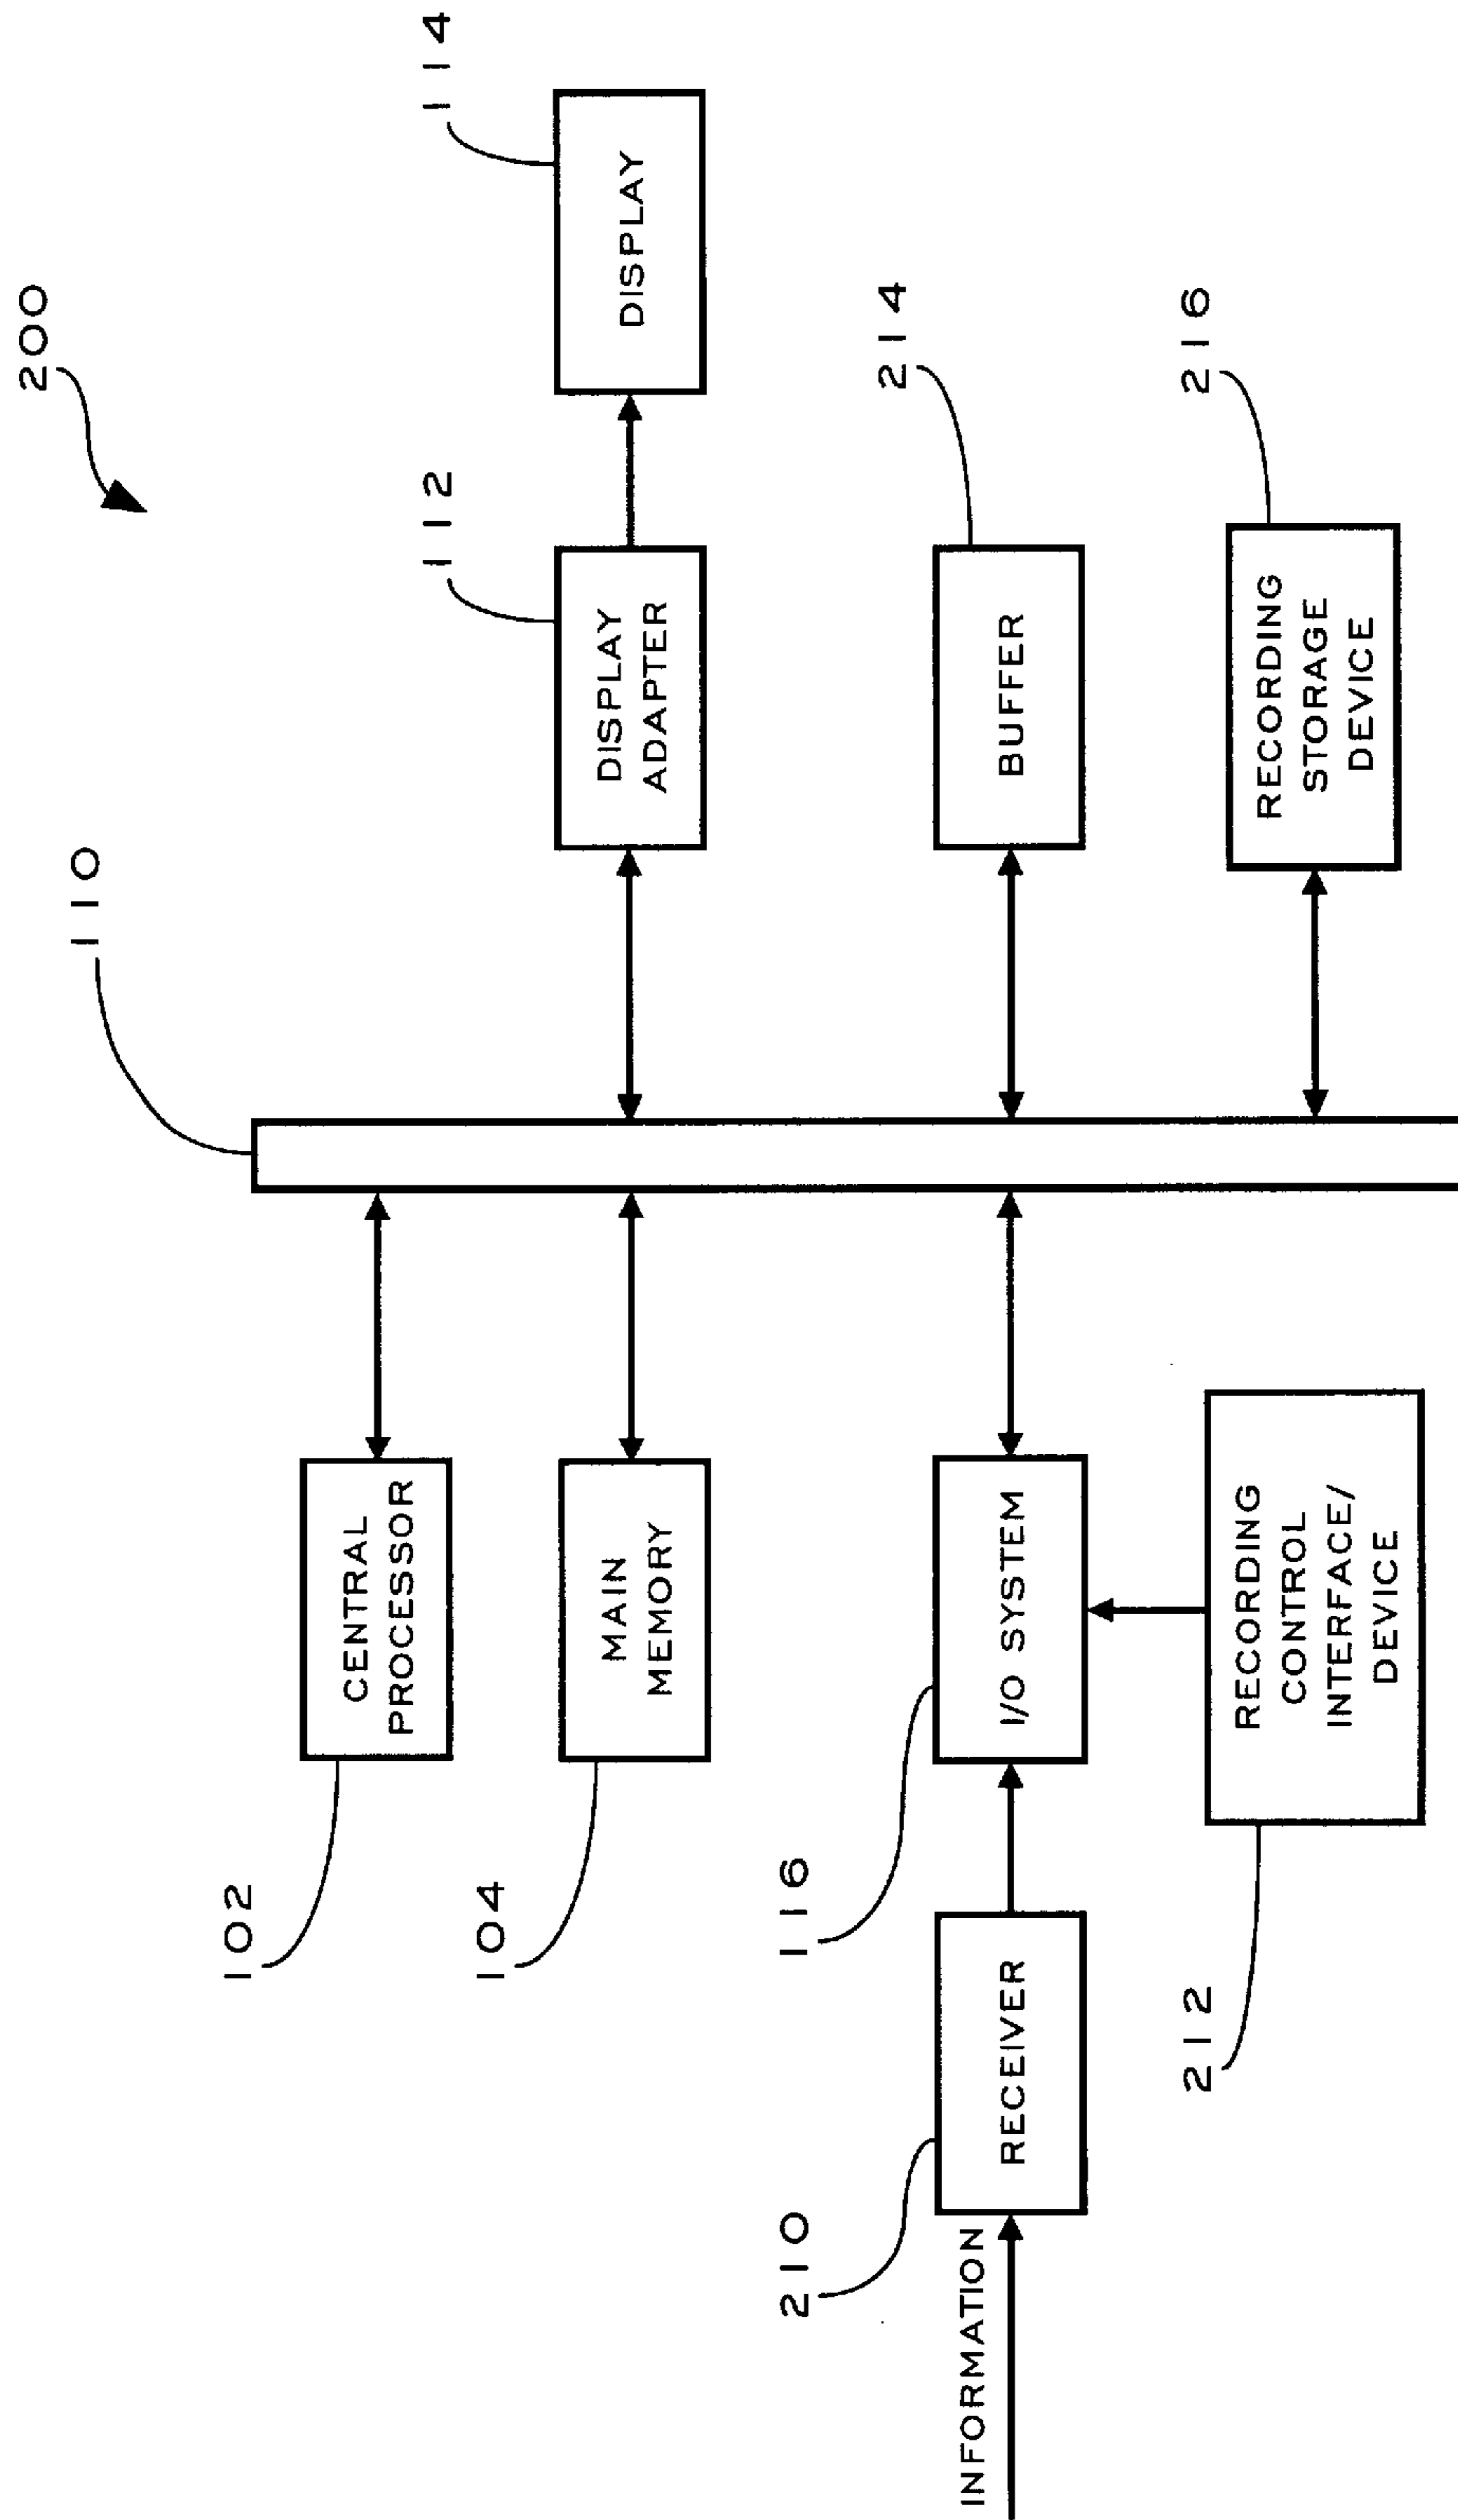 200
110
102
CENTRAL
PROCESSOR
112
DISPLAY
ADAPTER
114
DISPLAY
104
MAIN
MEMORY
INFORMATION
210
RECEIVER
116
I/O SYSTEM
214
BUFFER
212
RECORDING
CONTROL
INTERFACE/
DEVICE
216
RECORDING
STORAGE
DEVICE